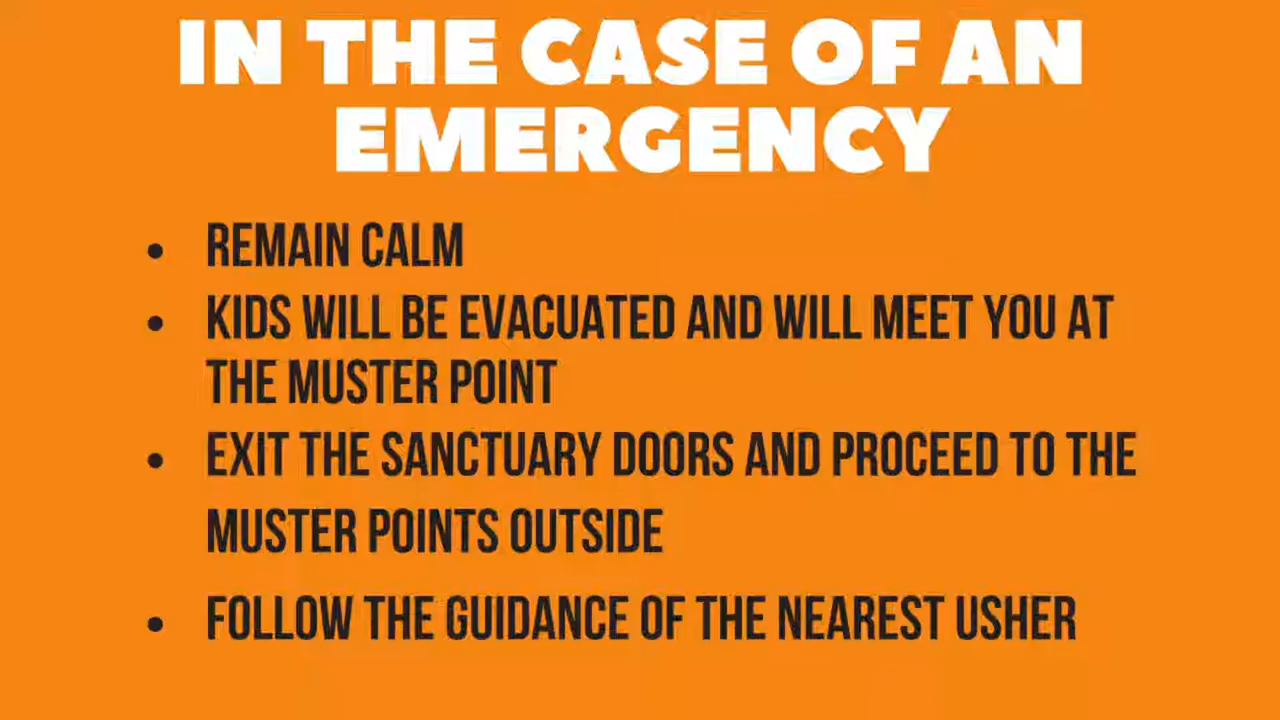 IN THE CASE OF AN
EMERGENCY
• REMAIN CALM
• KIDS WILL BE EVACUATED AND WILL MEET YOU AT
THE MUSTER POINT
• EXIT THE SANCTUARY DOORS AND PROCEED TO THE
MUSTER POINTS OUTSIDE
• FOLLOW THE GUIDANCE OF THE NEAREST USHER